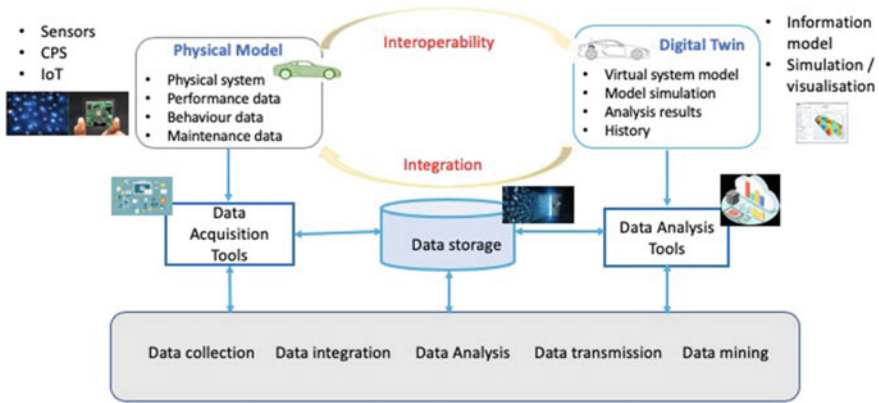 • Sensors
• CPS
• IoT
Physical Model
• Physical system
• Performance data
• Behaviour data
• Maintenance data
Interoperability
Integration
Digital Twin
• Virtual system model
• Model simulation
• Analysis results
• History
• Information
model
• Simulation /
visualisation
Data
Acquisition
Tools
Data storage
Data Analysis
Tools
Data collection
Data integration
Data Analysis
Data transmission
Data mining